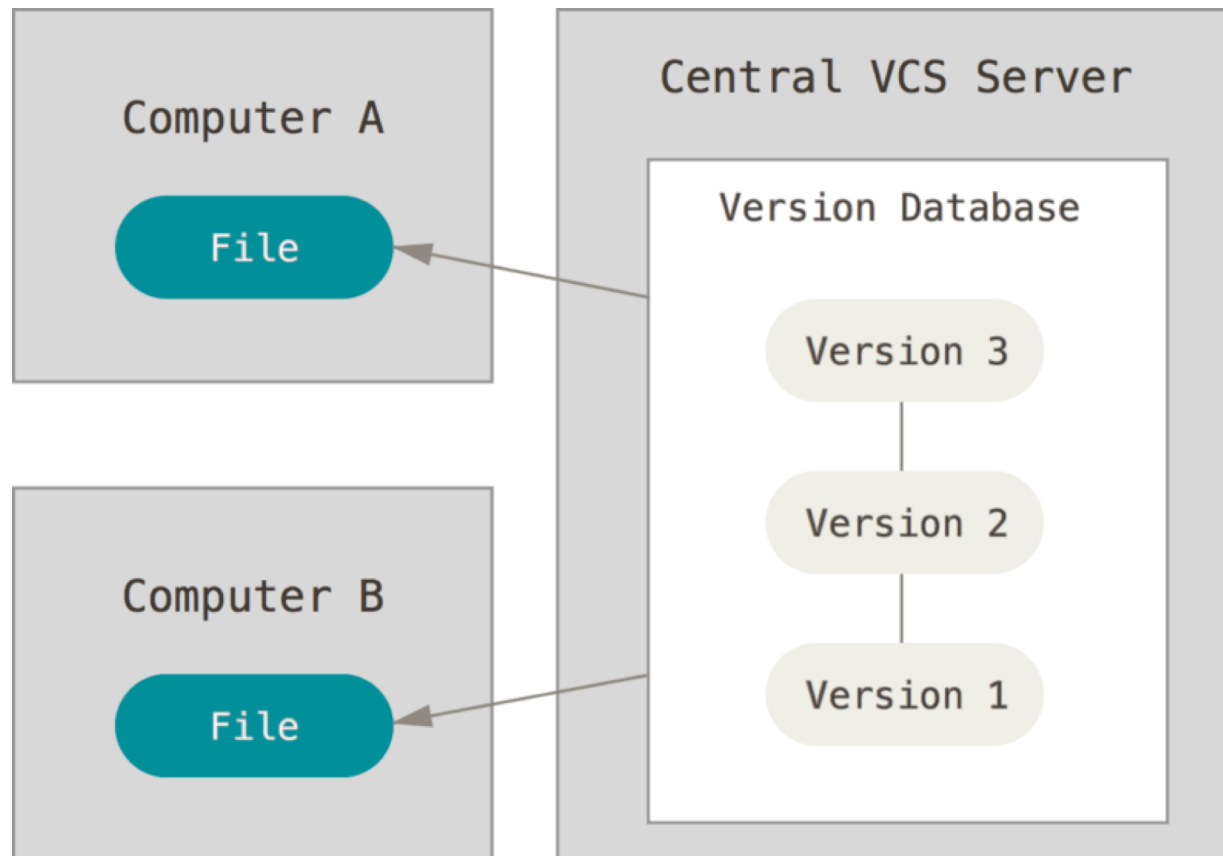 Computer A
File
Computer B
File
Central VCS Server
Version Database
Version 3
Version 2
Version 1